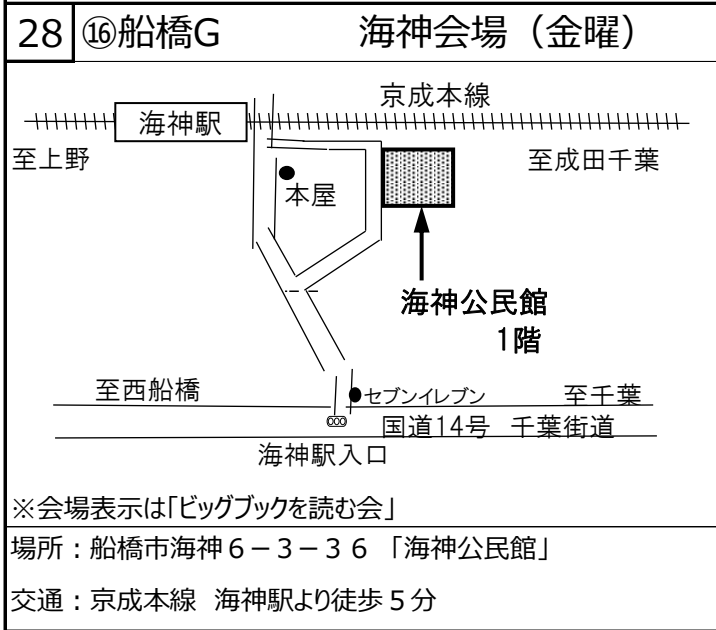 28 ⑯船橋G 海神会場（金曜）
京成本線
海神駅
至上野 至成田千葉
本屋
海神公民館
1階
至西船橋 セブンイレブン 至千葉
国道14号 千葉街道
海神駅入口
※会場表示は「ビッグブックを読む会」
場所：船橋市海神６－３－３６ 「海神公民館」
交通：京成本線 海神駅より徒歩５分